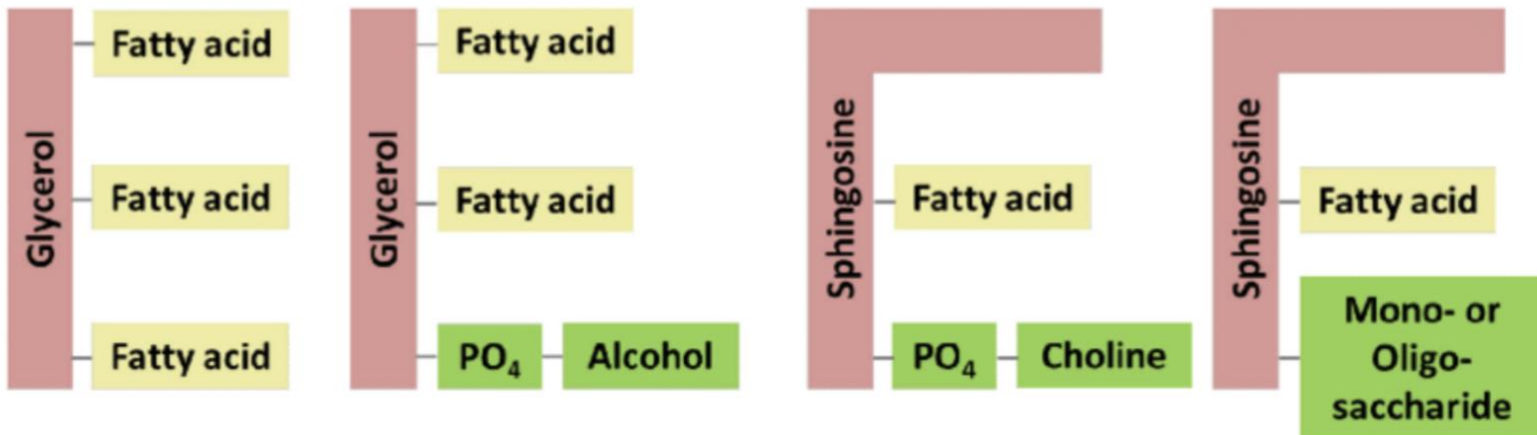 Glycerol
Fatty acid
Fatty acid
Fatty acid
Glycerol
Fatty acid
Fatty acid
PO₄
Alcohol
Sphingosine
Fatty acid
PO₄
Choline
Sphingosine
Fatty acid
Mono- or
Oligo-
saccharide